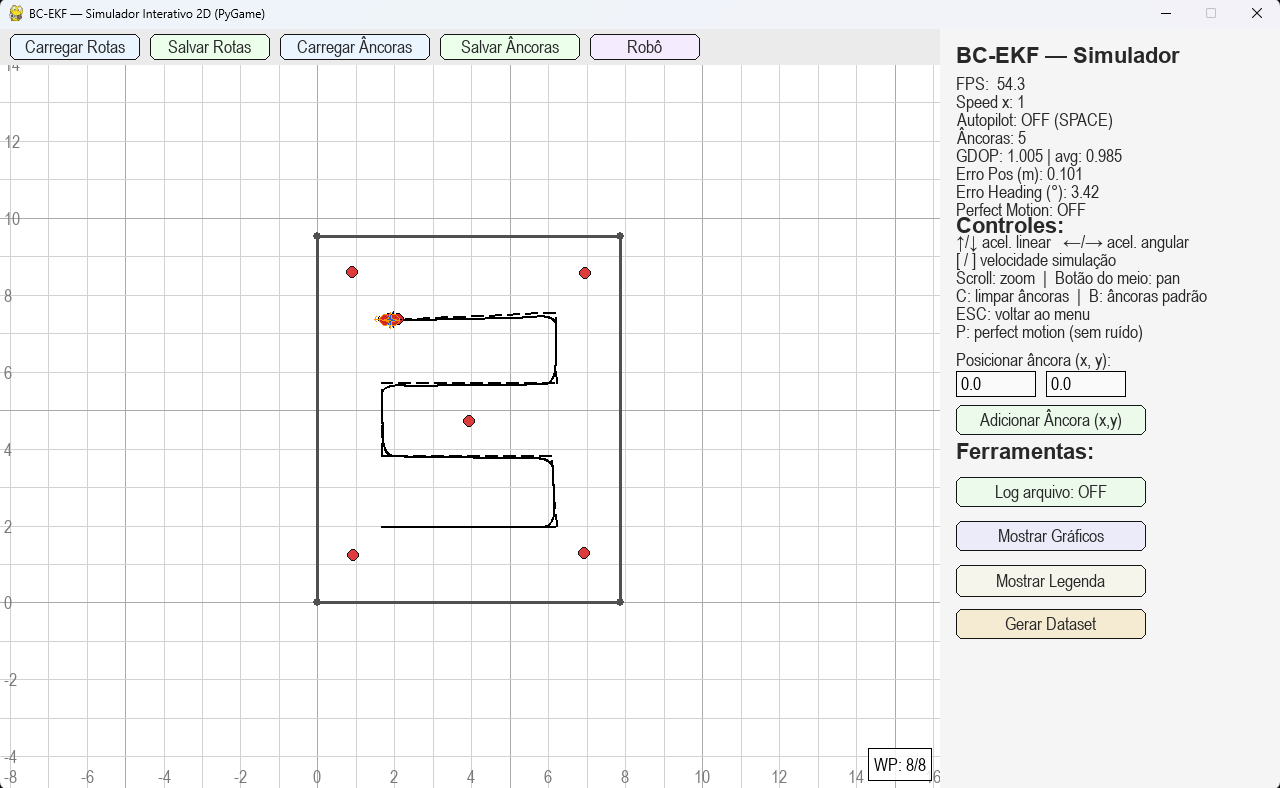 BC-EKF — Simulador Interativo 2D (PyGame)
Carregar Rotas Salvar Rotas Carregar Âncoras Salvar Âncoras Robô
BC-EKF — Simulador
FPS: 54.3
Speed x: 1
Autopilot: OFF (SPACE)
Âncoras: 5
GDOP: 1.005 | avg: 0.985
Erro Pos (m): 0.101
Erro Heading (°): 3.42
Perfect Motion: OFF
Controles:
↑/↓ acel. linear ←/→ acel. angular
[ / ] velocidade simulação
Scroll: zoom | Botão do meio: pan
C: limpar âncoras | B: âncoras padrão
ESC: voltar ao menu
P: perfect motion (sem ruído)
Posicionar âncora (x, y):
0.0 0.0
Adicionar Âncora (x,y)
Ferramentas:
Log arquivo: OFF
Mostrar Gráficos
Mostrar Legenda
Gerar Dataset
14
12
10
8
6
4
2
0
-2
-4
-8 -6 -4 -2 0 2 4 6 8 10 12 14 16
WP: 8/8